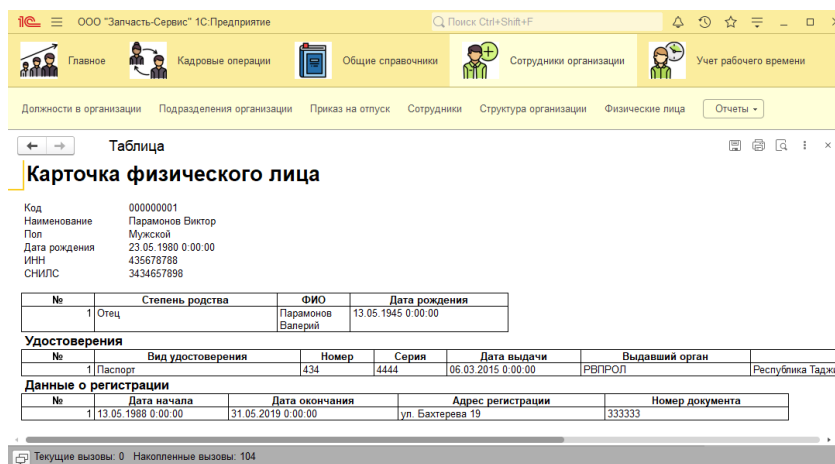 1С ООО "Запчасть-Сервис" 1С:Предприятие Поиск Ctrl+Shift+F
Главное Кадровые операции Общие справочники Сотрудники организации Учет рабочего времени
Должности в организации Подразделения организации Приказ на отпуск Сотрудники Структура организации Физические лица Отчеты
Таблица
Карточка физического лица
Код 000000001
Наименование Парамонов Виктор
Пол Мужской
Дата рождения 23.05.1980 0:00:00
ИНН 435678788
СНИЛС 3434657898
№ Степень родства ФИО Дата рождения
1 Отец Парамонов 13.05.1945 0:00:00
Валерий
Удостоверения
№ Вид удостоверения Номер Серия Дата выдачи Выдавший орган
1 Паспорт 434 4444 06.03.2015 0:00:00 РВПРОЛ Республика Таджи
Данные о регистрации
№ Дата начала Дата окончания Адрес регистрации Номер документа
1 13.05.1988 0:00:00 31.05.2019 0:00:00 ул. Бахтерева 19 333333
Текущие вызовы: 0 Накопленные вызовы: 104